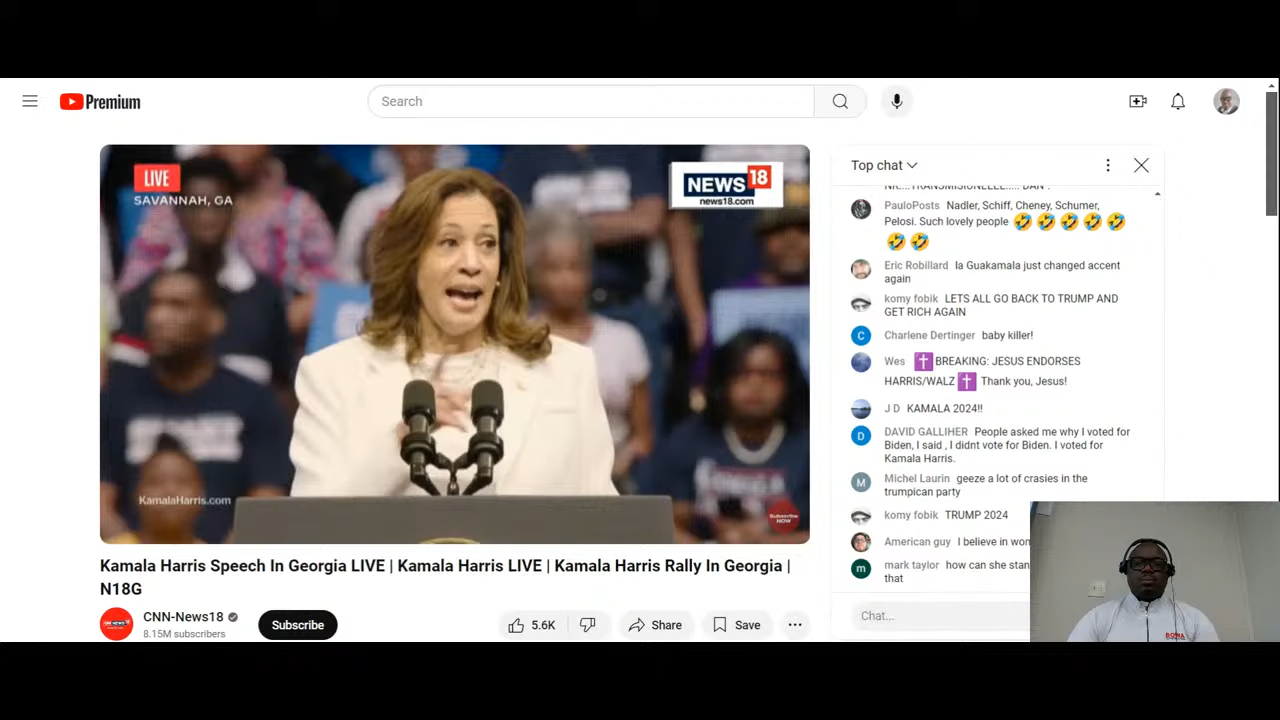 Premium
Search
LIVE
SAVANNAH, GA
NEWS 18
news18.com
KamalaHarris.com
Subscribe
NOW
Kamala Harris Speech In Georgia LIVE | Kamala Harris LIVE | Kamala Harris Rally In Georgia |
N18G
CNN-News18
8.15M subscribers
Subscribe
5.6K
Share
Save
Top chat
PauloPosts Nadler, Schiff, Cheney, Schumer,
Pelosi. Such lovely people 🤣🤣🤣🤣🤣
🤣🤣
Eric Robillard la Guakamala just changed accent
again
komy fobik LETS ALL GO BACK TO TRUMP AND
GET RICH AGAIN
C
Charlene Dertinger baby killer!
Wes ✝️BREAKING: JESUS ENDORSES
HARRIS/WALZ ✝️ Thank you, Jesus!
J D KAMALA 2024!!
D
DAVID GALLIHER People asked me why I voted for
Biden, I said , I didnt vote for Biden. I voted for
Kamala Harris.
M
Michel Laurin geeze a lot of crasies in the
trumpican party
komy fobik TRUMP 2024
American guy I believe in
m
mark taylor how can she
that
Chat...